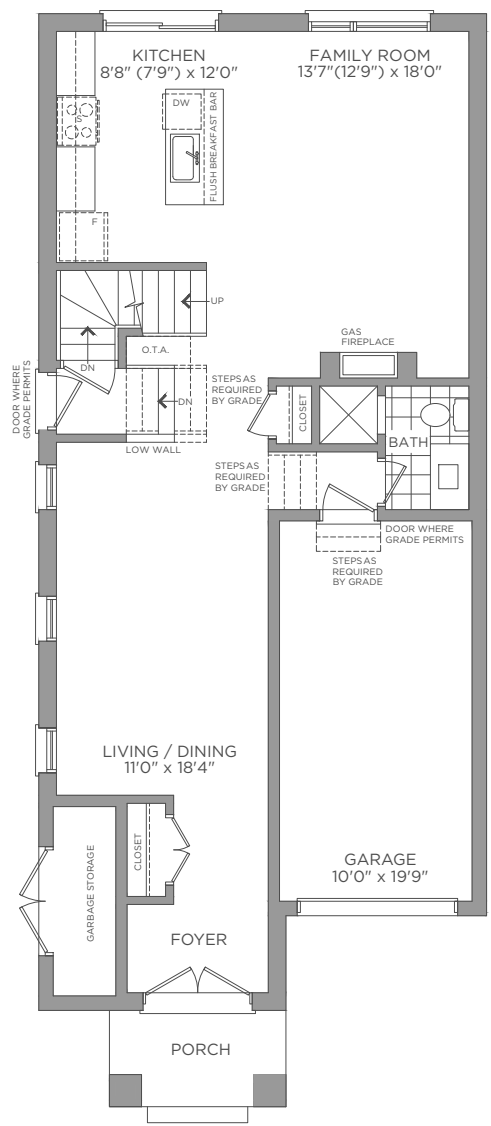 KITCHEN
8'8" (7'9") x 12'0"
FAMILY ROOM
13'7"(12'9") x 18'0"
DW
FLUSH BREAKFAST BAR
S
F
UP
O.T.A.
DN
DN
DOOR WHERE
GRADE PERMITS
STEPS AS
REQUIRED
BY GRADE
GAS
FIREPLACE
CLOSET
BATH
LOW WALL
STEPS AS
REQUIRED
BY GRADE
DOOR WHERE
GRADE PERMITS
STEPS AS
REQUIRED
BY GRADE
LIVING / DINING
11'0" x 18'4"
CLOSET
GARBAGE STORAGE
GARAGE
10'0" x 19'9"
FOYER
PORCH